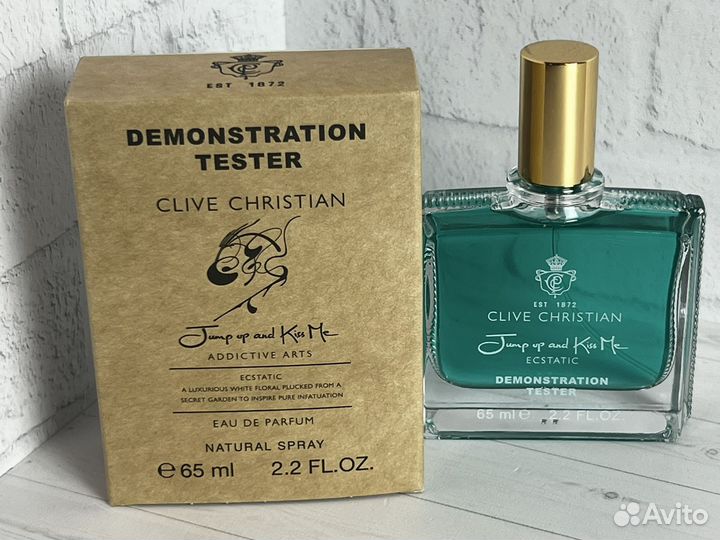 EST 1872
DEMONSTRATION
TESTER
CLIVE CHRISTIAN
Jump up and Kiss Me
ADDICTIVE ARTS
ECSTATIC
A LUXURIOUS WHITE FLORAL PLUCKED FROM A
SECRET GARDEN TO INSPIRE PURE INFATUATION
EAU DE PARFUM
NATURAL SPRAY
℮ 65 ml 2.2 FL.OZ.
EST 1872
CLIVE CHRISTIAN
Jump up and Kiss Me
ECSTATIC
DEMONSTRATION
TESTER
65 ml ℮ 2.2 FL.OZ.
Avito